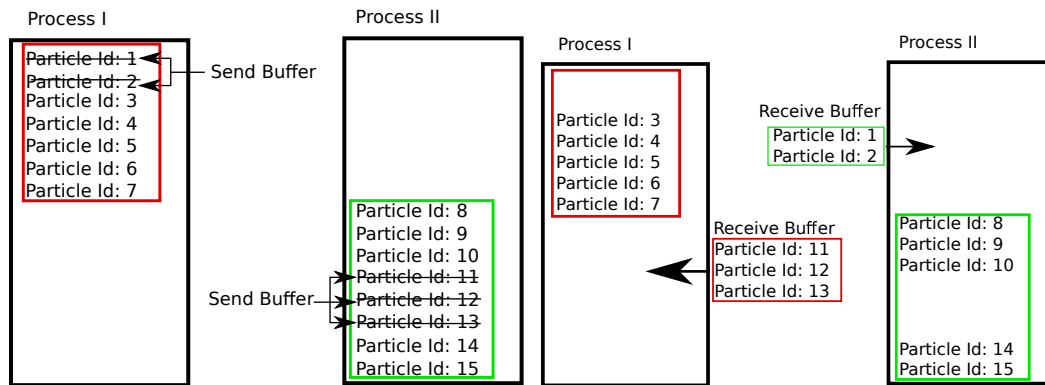 Process I
Particle Id: 1
Particle Id: 2
Particle Id: 3
Particle Id: 4
Particle Id: 5
Particle Id: 6
Particle Id: 7
Send Buffer
Process II
Particle Id: 8
Particle Id: 9
Particle Id: 10
Particle Id: 11
Particle Id: 12
Particle Id: 13
Particle Id: 14
Particle Id: 15
Send Buffer
Process I
Particle Id: 3
Particle Id: 4
Particle Id: 5
Particle Id: 6
Particle Id: 7
Receive Buffer
Particle Id: 11
Particle Id: 12
Particle Id: 13
Process II
Receive Buffer
Particle Id: 1
Particle Id: 2
Particle Id: 8
Particle Id: 9
Particle Id: 10
Particle Id: 14
Particle Id: 15